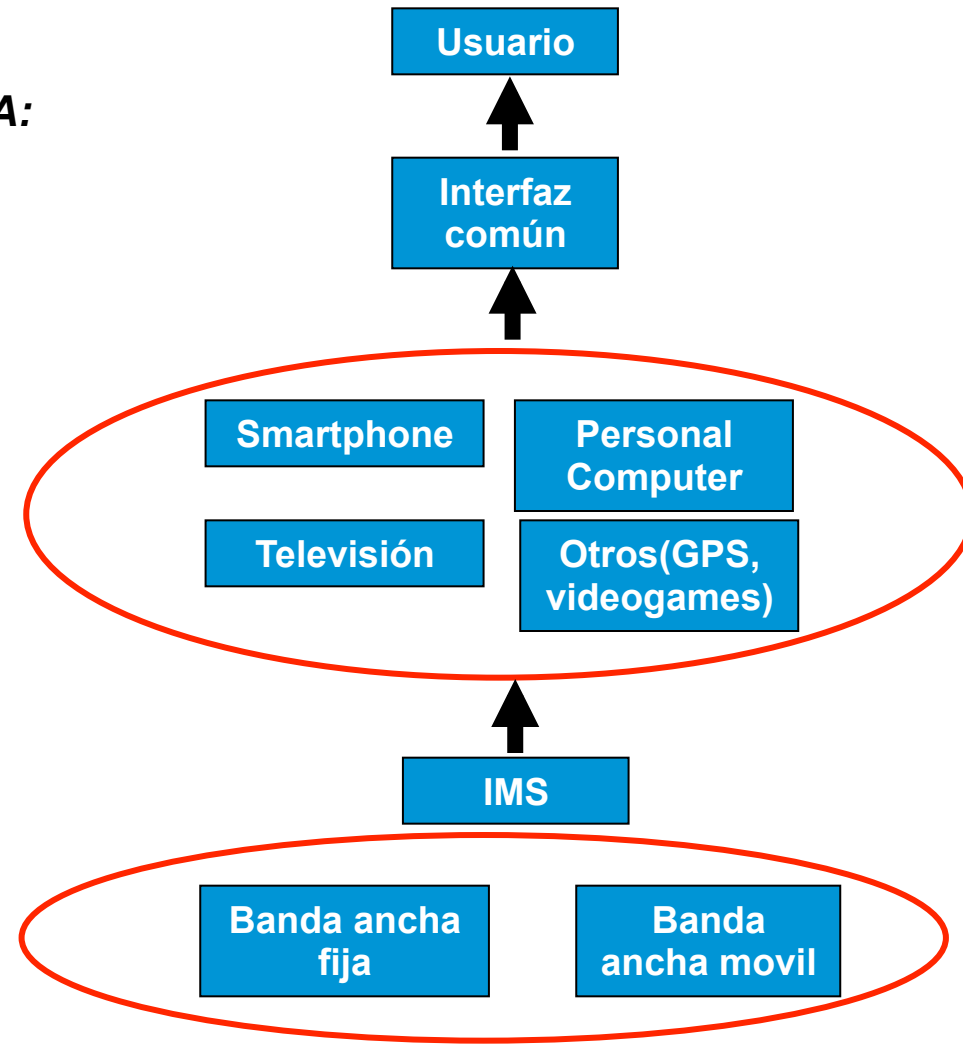 Usuario
A:
Interfaz
común
Smartphone
Personal
Computer
Televisión
Otros(GPS,
videogames)
IMS
Banda ancha
fija
Banda
ancha movil